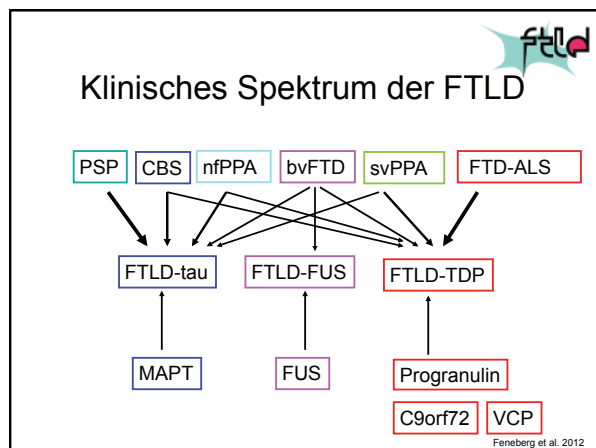 ftld
Klinisches Spektrum der FTLD
PSP CBS nfPPA bvFTD svPPA FTD-ALS
FTLD-tau FTLD-FUS FTLD-TDP
MAPT FUS Progranulin
C9orf72 VCP
Feneberg et al. 2012